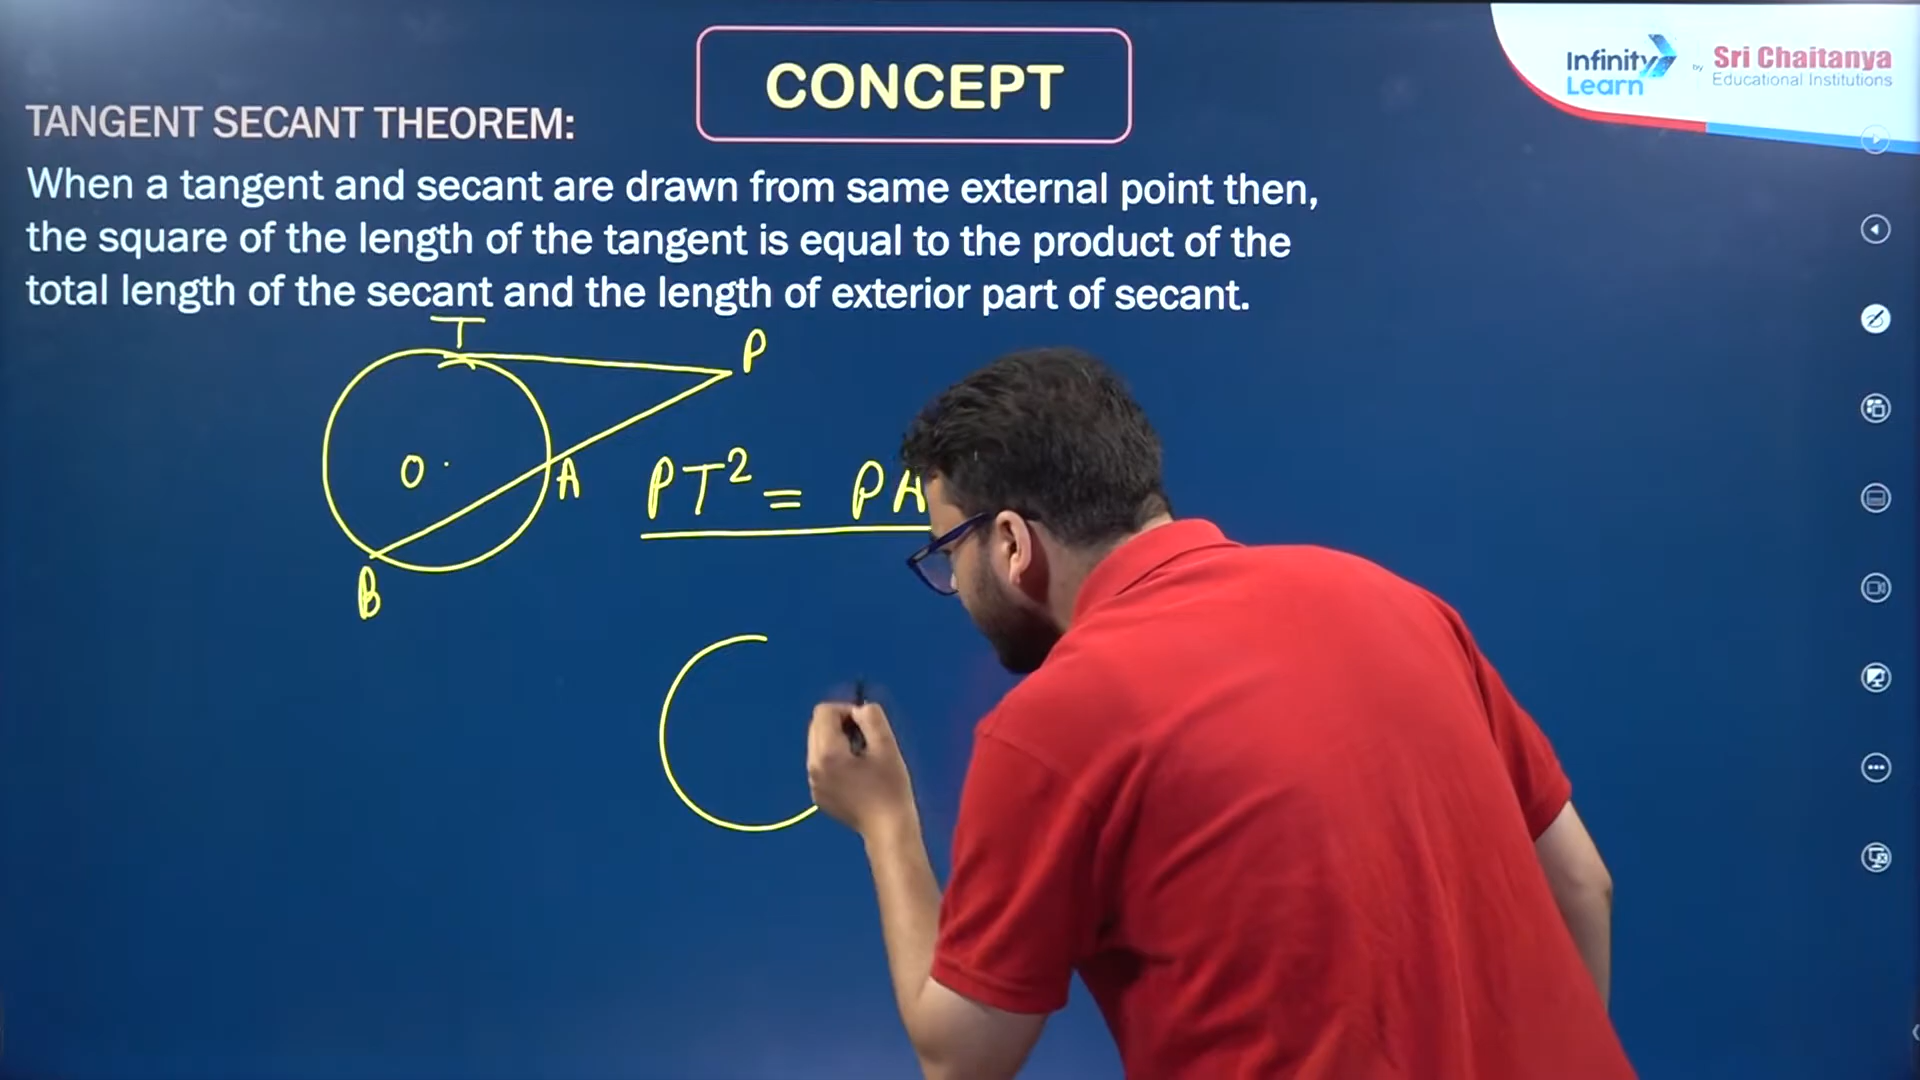 CONCEPT
Infinity Learn by Sri Chaitanya Educational Institutions
TANGENT SECANT THEOREM:
When a tangent and secant are drawn from same external point then,
the square of the length of the tangent is equal to the product of the
total length of the secant and the length of exterior part of secant.
T
P
O
A
PT² = PA
B